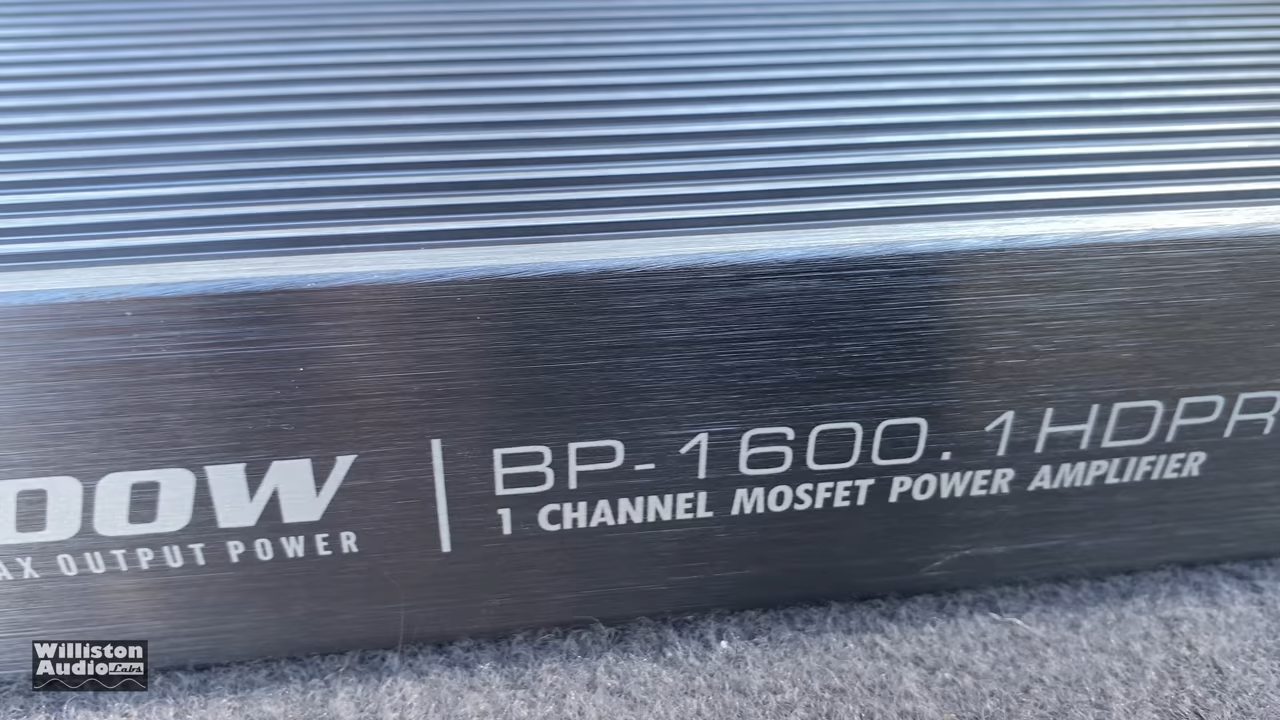 00W
AX OUTPUT POWER
BP-1600.1HDPR
1 CHANNEL MOSFET POWER AMPLIFIER
Williston
Audio Labs